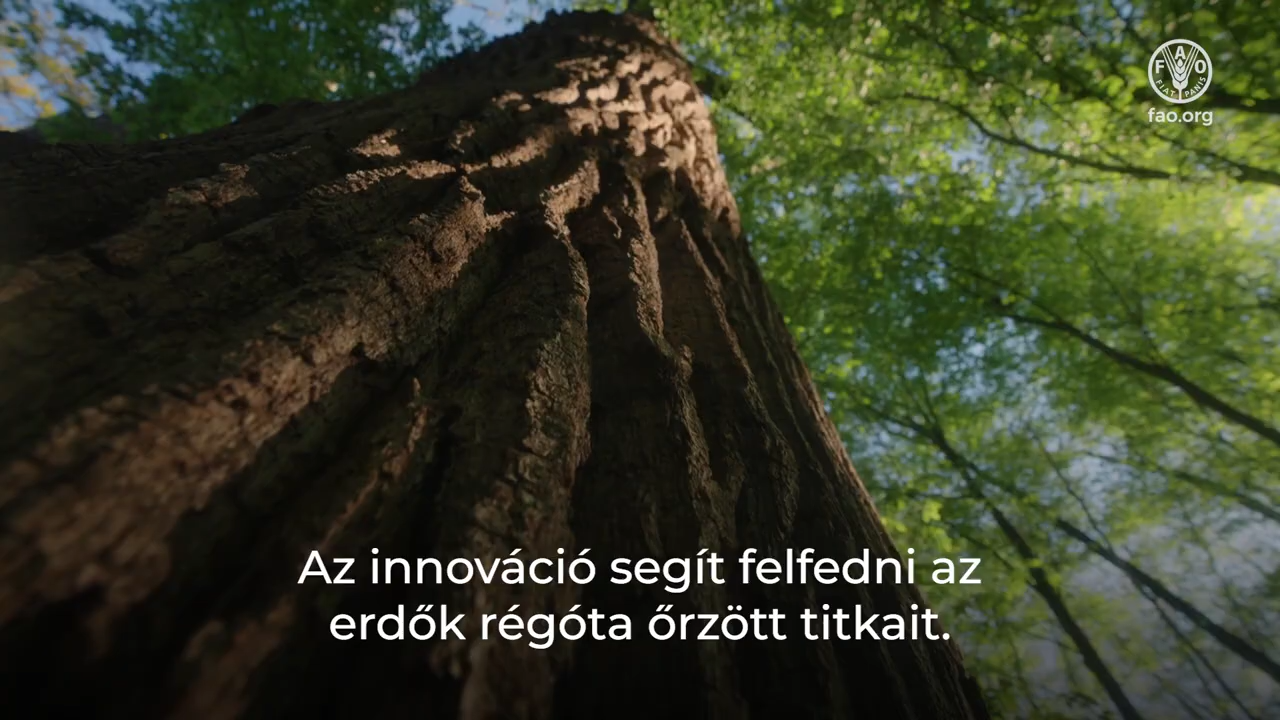 FAO
FIAT PANIS
fao.org
Az innováció segít felfedni az
erdők régóta őrzött titkait.